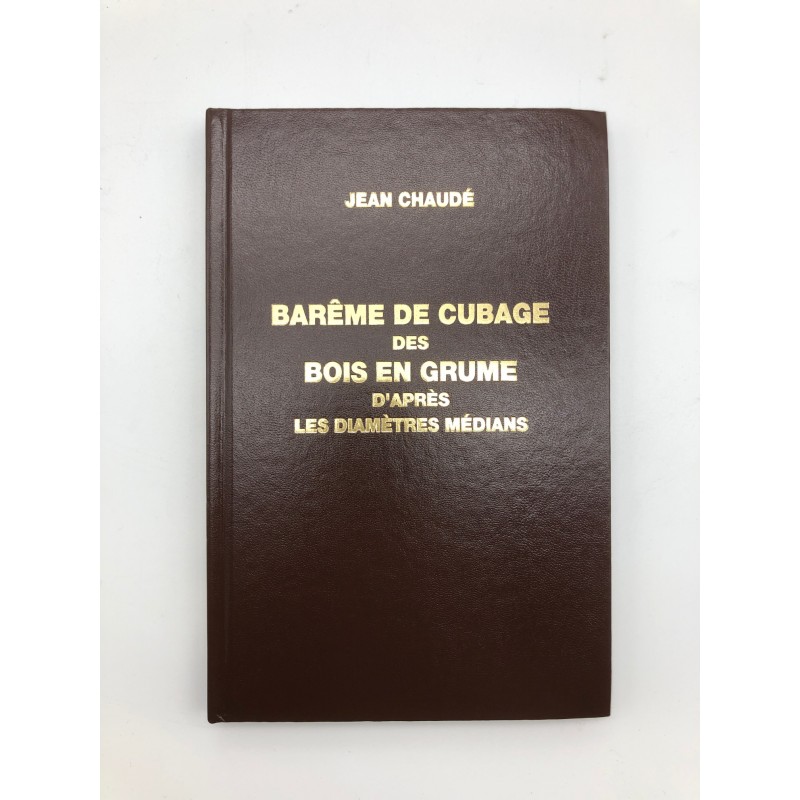 JEAN CHAUDÉ
BARÊME DE CUBAGE
DES
BOIS EN GRUME
D'APRÈS
LES DIAMÈTRES MÉDIANS